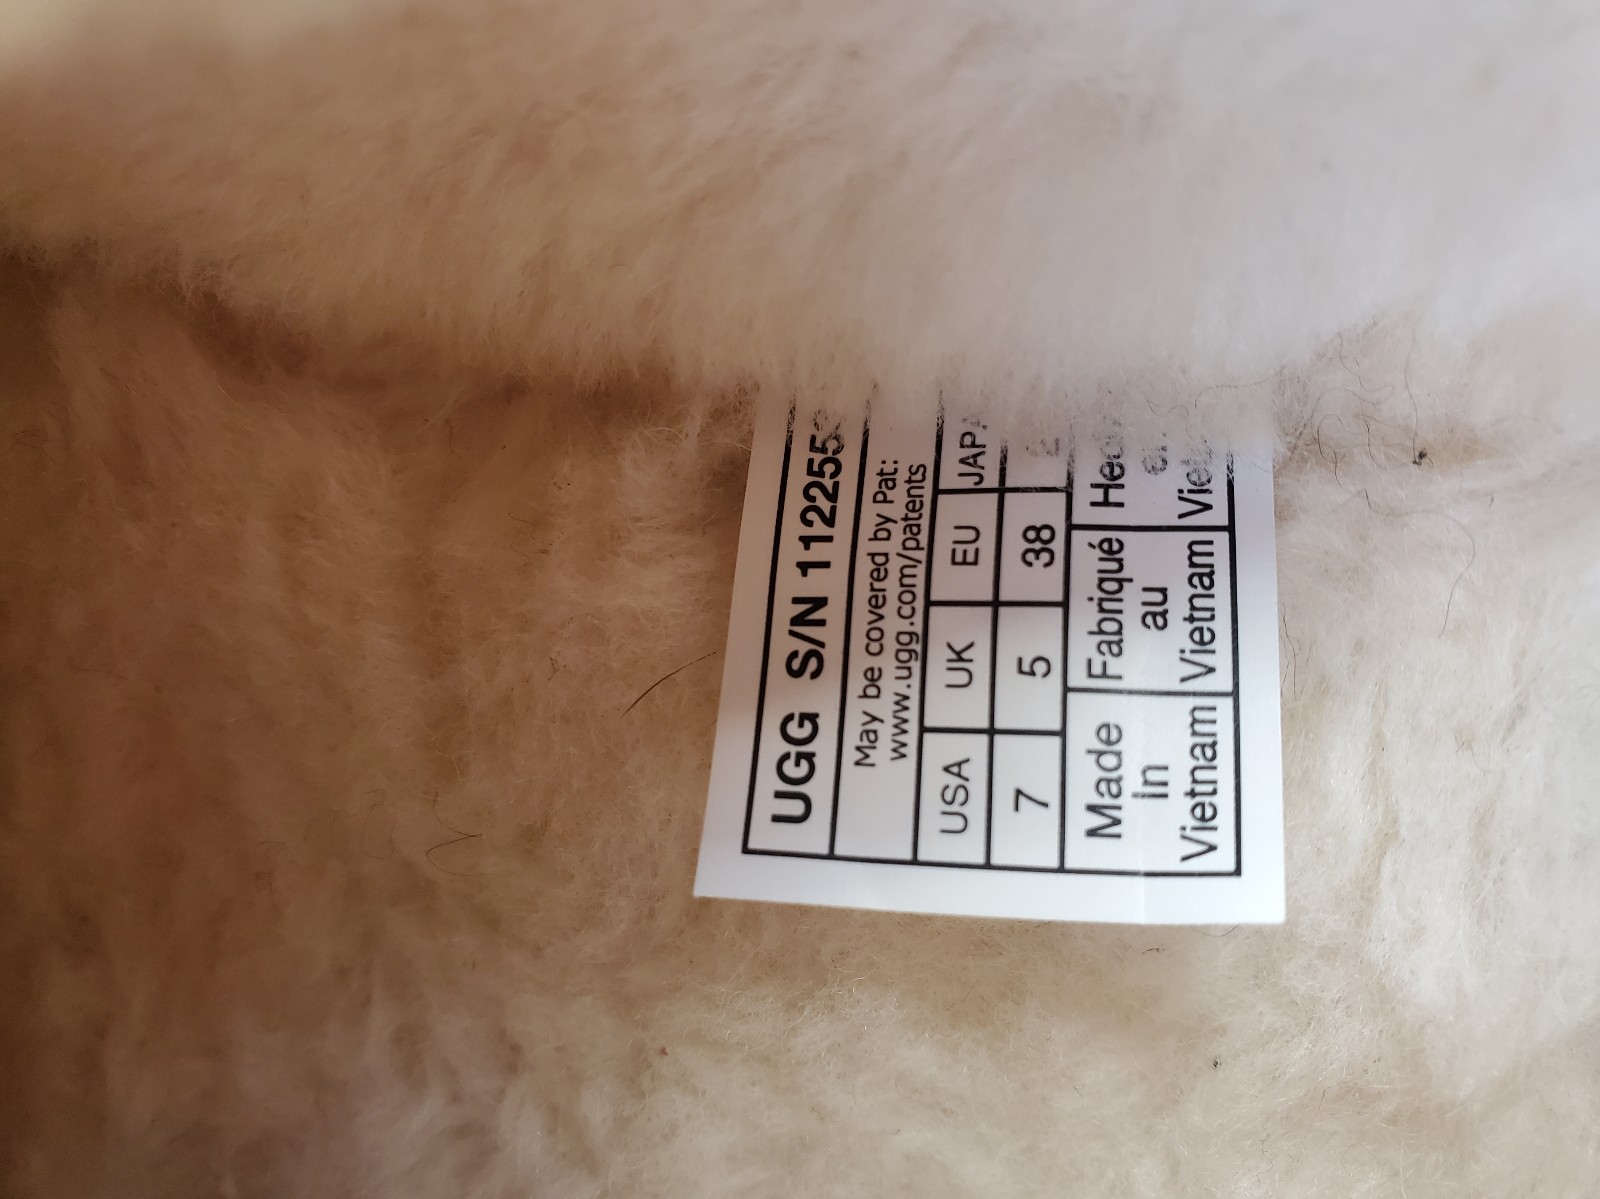 UGG S/N 11225
May be covered by Pat:
www.ugg.com/patents
USA UK EU
7 5 38
Made Fabriqué
in au
Vietnam Vietnam